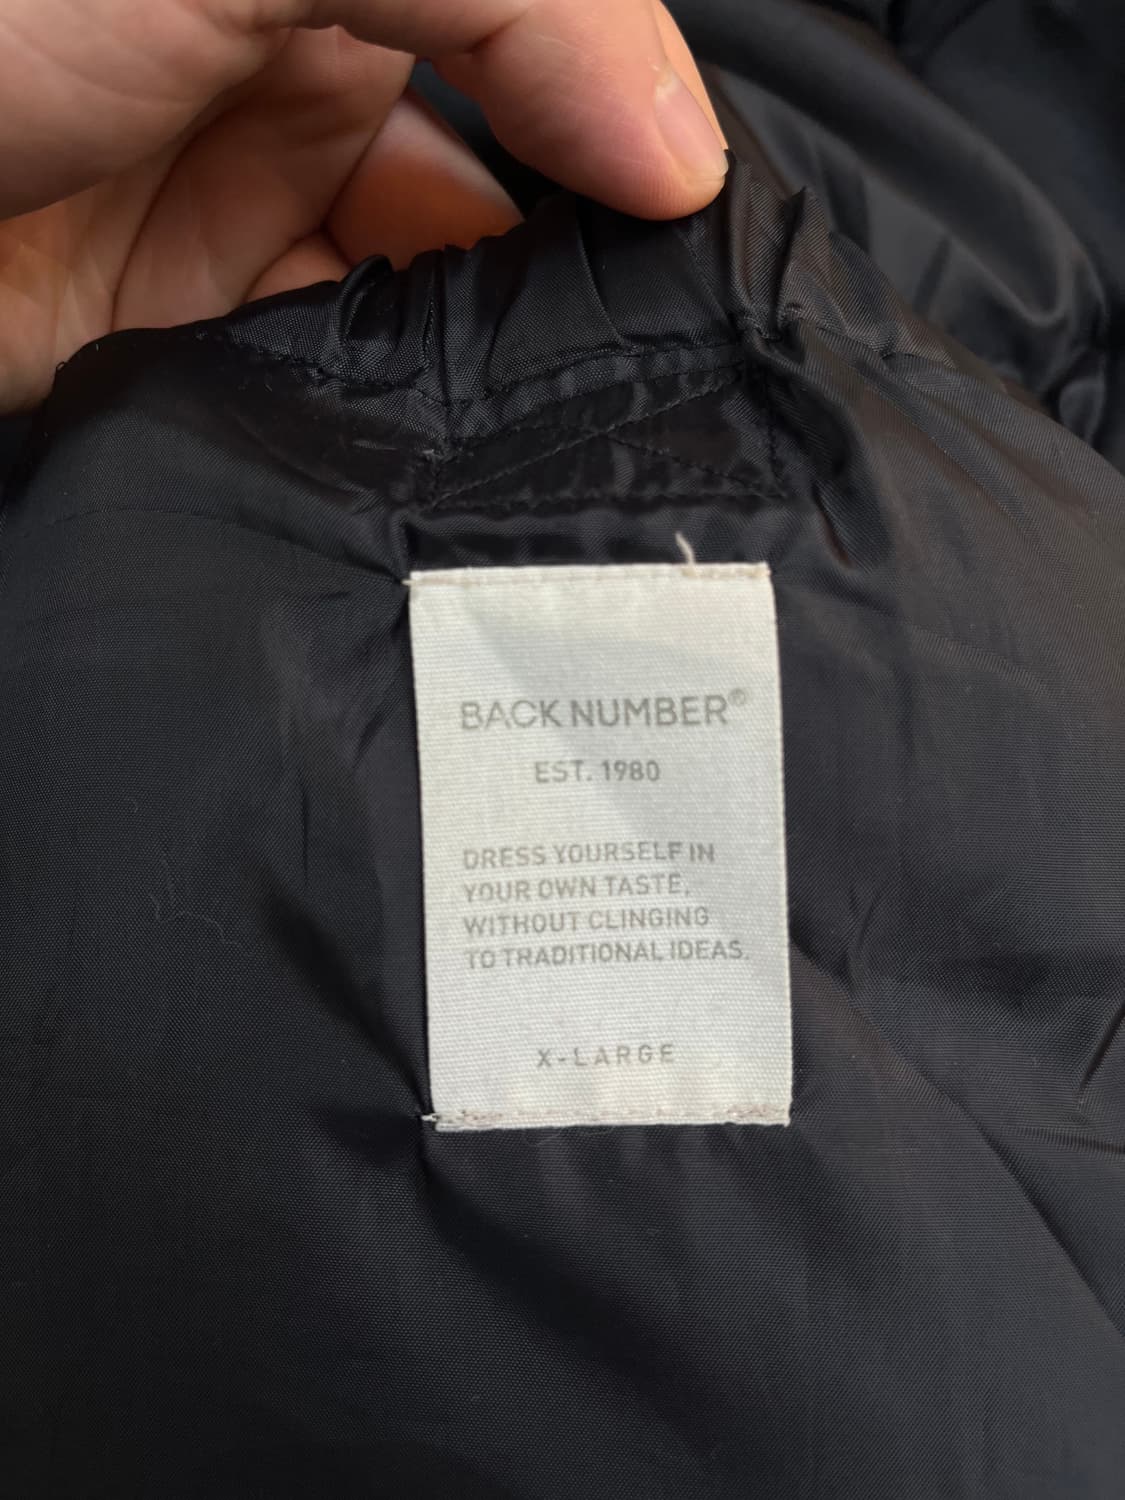 BACK NUMBER®
EST. 1980
DRESS YOURSELF IN
YOUR OWN TASTE,
WITHOUT CLINGING
TO TRADITIONAL IDEAS.
X-LARGE